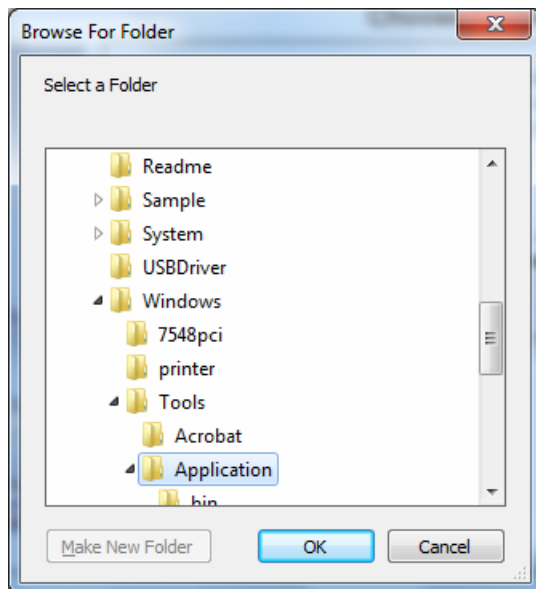 Browse For Folder
Select a Folder
Readme
Sample
System
USBDriver
Windows
7548pci
printer
Tools
Acrobat
Application
bin
Make New Folder
OK
Cancel